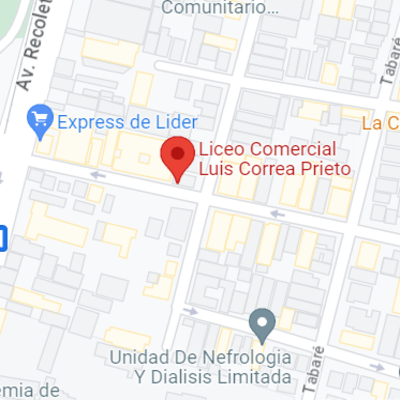 Comunitario...
Av. Recolet
Tabaré
Express de Lider
La C
Liceo Comercial
Luis Correa Prieto
Unidad De Nefrologia
Y Dialisis Limitada
Tabaré
emia de